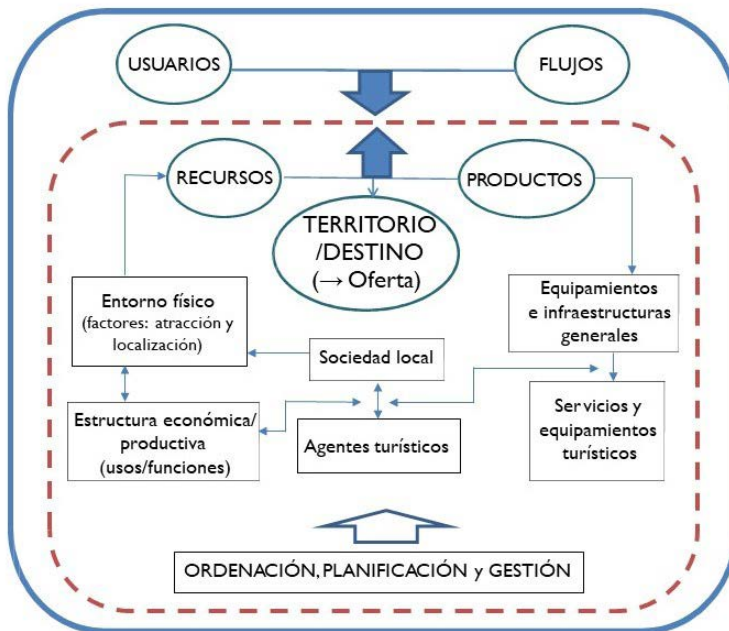 USUARIOS
FLUJOS
RECURSOS
PRODUCTOS
TERRITORIO
/DESTINO
(→ Oferta)
Entorno físico
(factores: atracción y
localización)
Equipamientos
e infraestructuras
generales
Sociedad local
Estructura económica/
productiva
(usos/funciones)
Agentes turísticos
Servicios y
equipamientos
turísticos
ORDENACIÓN, PLANIFICACIÓN y GESTIÓN